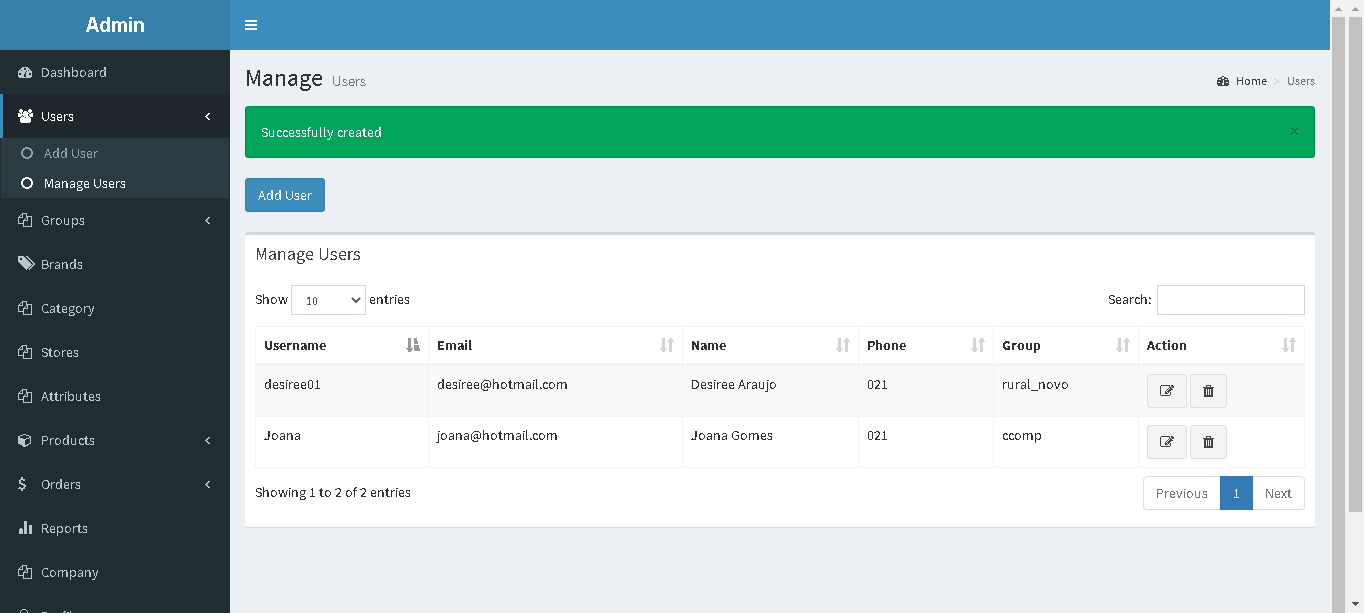 Admin
Dashboard
Users
Add User
Manage Users
Groups
Brands
Category
Stores
Attributes
Products
Orders
Reports
Company
Manage Users
Home > Users
Successfully created ×
Add User
Manage Users
Show 10 entries
Search:
Username Email Name Phone Group Action
desiree01 desiree@hotmail.com Desiree Araujo 021 rural_novo
Joana joana@hotmail.com Joana Gomes 021 ccomp
Showing 1 to 2 of 2 entries
Previous 1 Next